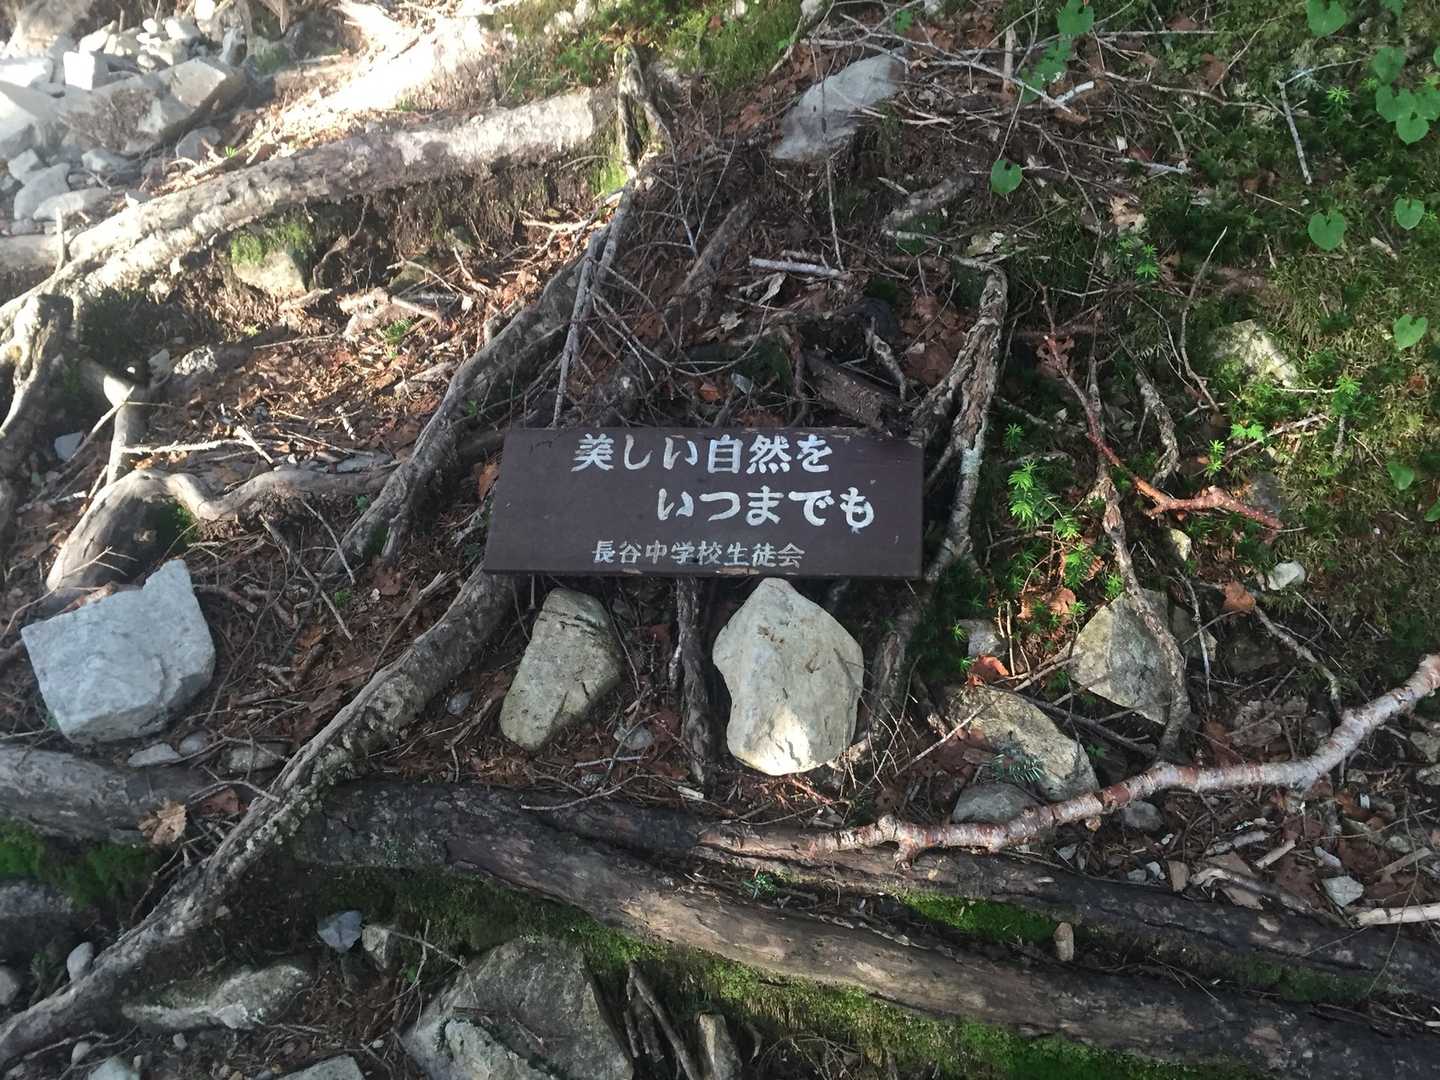 美しい自然を
いつまでも
長谷中学校生徒会